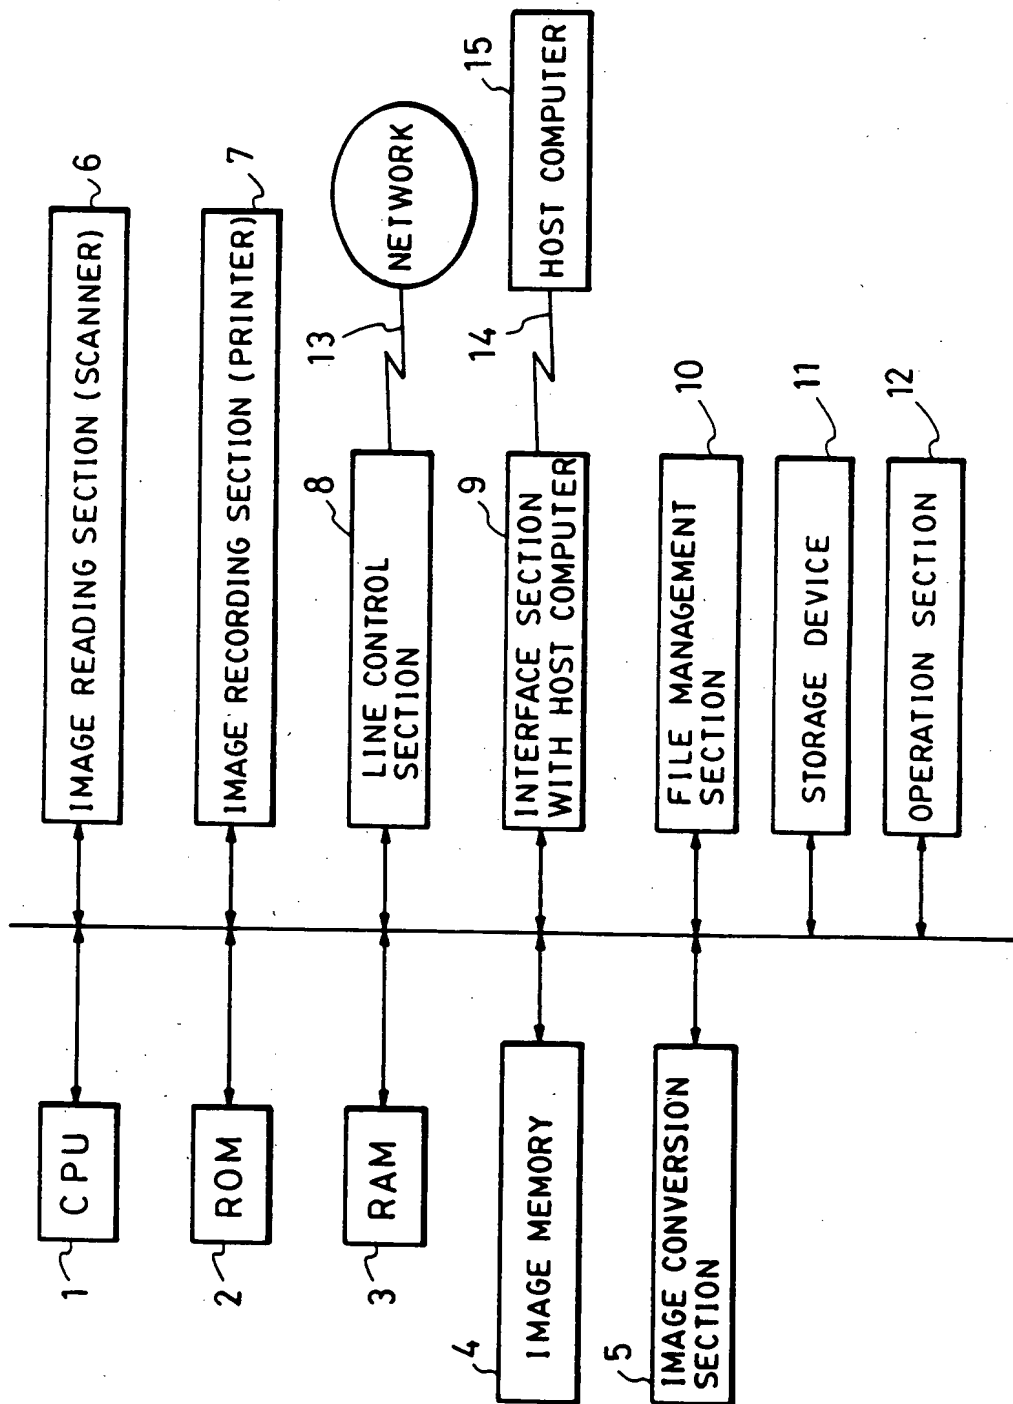 1
CPU
2
ROM
3
RAM
4
IMAGE MEMORY
5
IMAGE CONVERSION
SECTION
6
IMAGE READING SECTION (SCANNER)
7
IMAGE RECORDING SECTION (PRINTER)
8
LINE CONTROL
SECTION
13
NETWORK
9
INTERFACE SECTION
WITH HOST COMPUTER
14
15
HOST COMPUTER
10
FILE MANAGEMENT
SECTION
11
STORAGE DEVICE
12
OPERATION SECTION